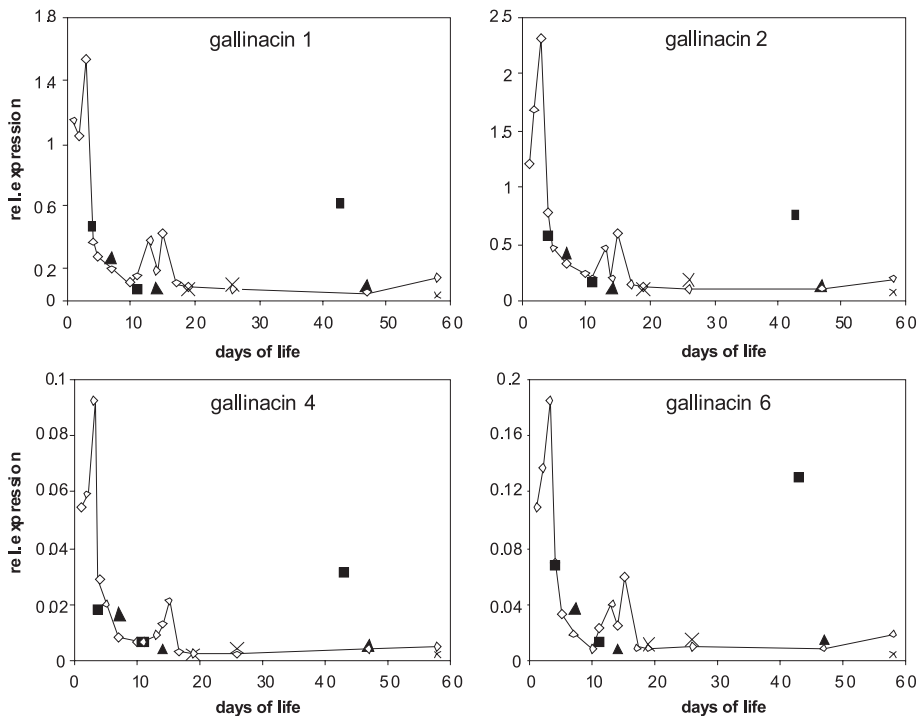 gallinacin 1
rel.expression
1.8
1.4
1
0.6
0.2
0
0 10 20 30 40 50 60
days of life
gallinacin 2
2.5
2
1.5
1
0.5
0
0 10 20 30 40 50 60
days of life
gallinacin 4
rel.expression
0.1
0.08
0.06
0.04
0.02
0
0 10 20 30 40 50 60
days of life
gallinacin 6
0.2
0.16
0.12
0.08
0.04
0
0 10 20 30 40 50 60
days of life